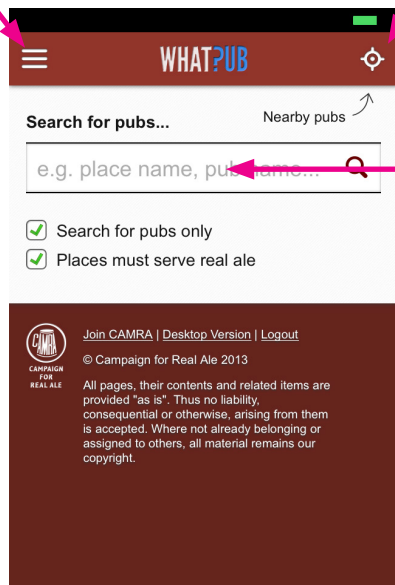 WHAT?PUB
Nearby pubs
Search for pubs...
e.g. place name, pub name...
Search for pubs only
Places must serve real ale
CAMRA
CAMPAIGN
FOR
REAL ALE
Join CAMRA | Desktop Version | Logout
© Campaign for Real Ale 2013
All pages, their contents and related items are
provided "as is". Thus no liability,
consequential or otherwise, arising from them
is accepted. Where not already belonging or
assigned to others, all material remains our
copyright.